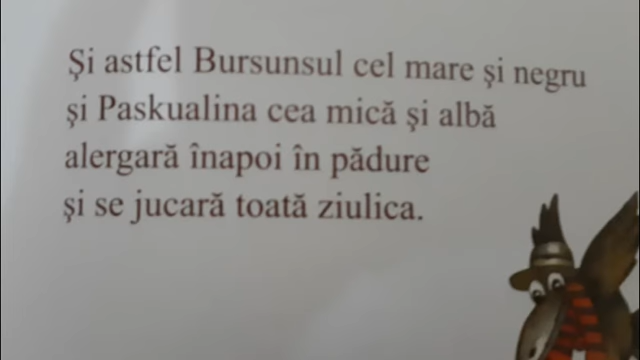 Şi astfel Bursunsul cel mare şi negru
şi Paskualina cea mică şi albă
alergară înapoi în pădure
şi se jucară toată ziulica.